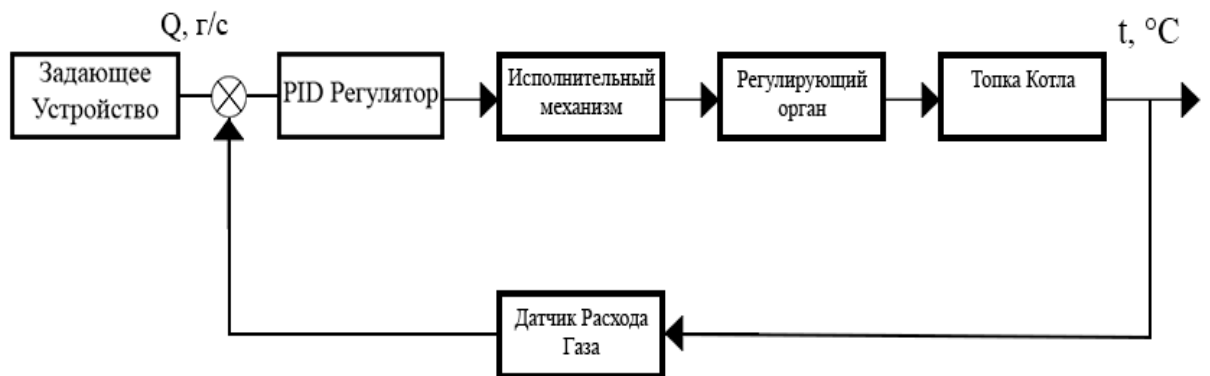 Q, г/с
t, °C
Задающее
Устройство
PID Регулятор
Исполнительный
механизм
Регулирующий
орган
Топка Котла
Датчик Расхода
Газа